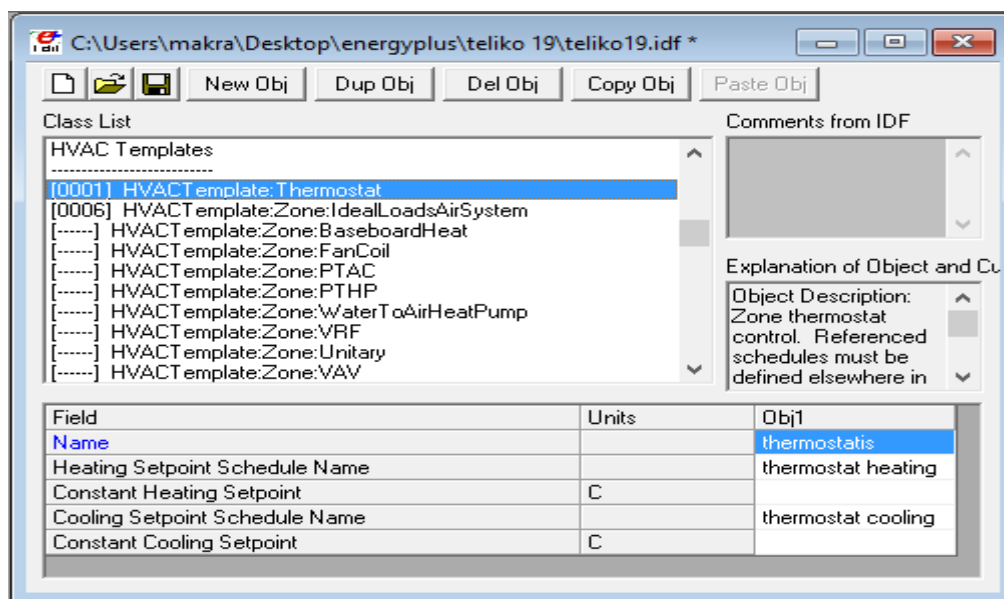 C:\Users\makra\Desktop\energyplus\teliko 19\teliko19.idf *
New Obj Dup Obj Del Obj Copy Obj Paste Obj
Class List
HVAC Templates
---------------------------
[0001] HVACTemplate:Thermostat
[0006] HVACTemplate:Zone:IdealLoadsAirSystem
[------] HVACTemplate:Zone:BaseboardHeat
[------] HVACTemplate:Zone:FanCoil
[------] HVACTemplate:Zone:PTAC
[------] HVACTemplate:Zone:PTHP
[------] HVACTemplate:Zone:WaterToAirHeatPump
[------] HVACTemplate:Zone:VRF
[------] HVACTemplate:Zone:Unitary
[------] HVACTemplate:Zone:VAV
Comments from IDF
Explanation of Object and Cu
Object Description:
Zone thermostat
control. Referenced
schedules must be
defined elsewhere in
Field Units Obj1
Name thermostatis
Heating Setpoint Schedule Name thermostat heating
Constant Heating Setpoint C
Cooling Setpoint Schedule Name thermostat cooling
Constant Cooling Setpoint C